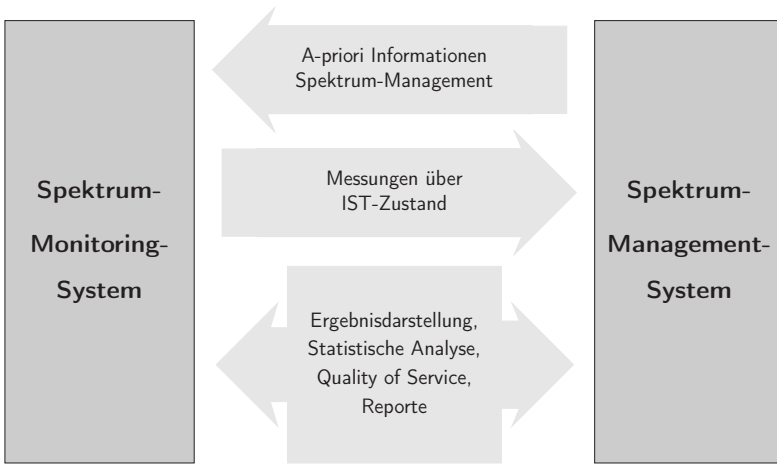 A-priori Informationen
Spektrum-Management
Messungen über
IST-Zustand
Spektrum-
Monitoring-
System
Spektrum-
Management-
System
Ergebnisdarstellung,
Statistische Analyse,
Quality of Service,
Reporte